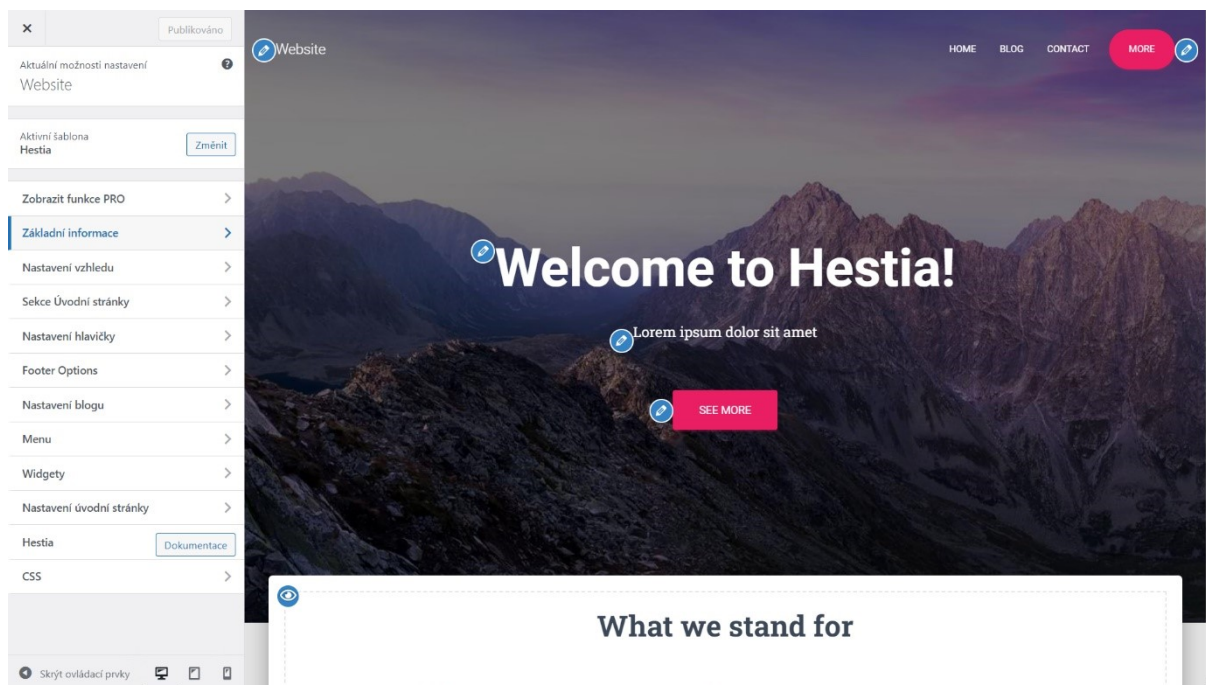 Publikováno
Aktuální možnosti nastavení
Website
Aktivní šablona
Hestia
Změnit
Zobrazit funkce PRO
Základní informace
Nastavení vzhledu
Sekce Úvodní stránky
Nastavení hlavičky
Footer Options
Nastavení blogu
Menu
Widgety
Nastavení úvodní stránky
Hestia
Dokumentace
CSS
Skrýt ovládací prvky
Website
HOME BLOG CONTACT MORE
Welcome to Hestia!
Lorem ipsum dolor sit amet
SEE MORE
What we stand for